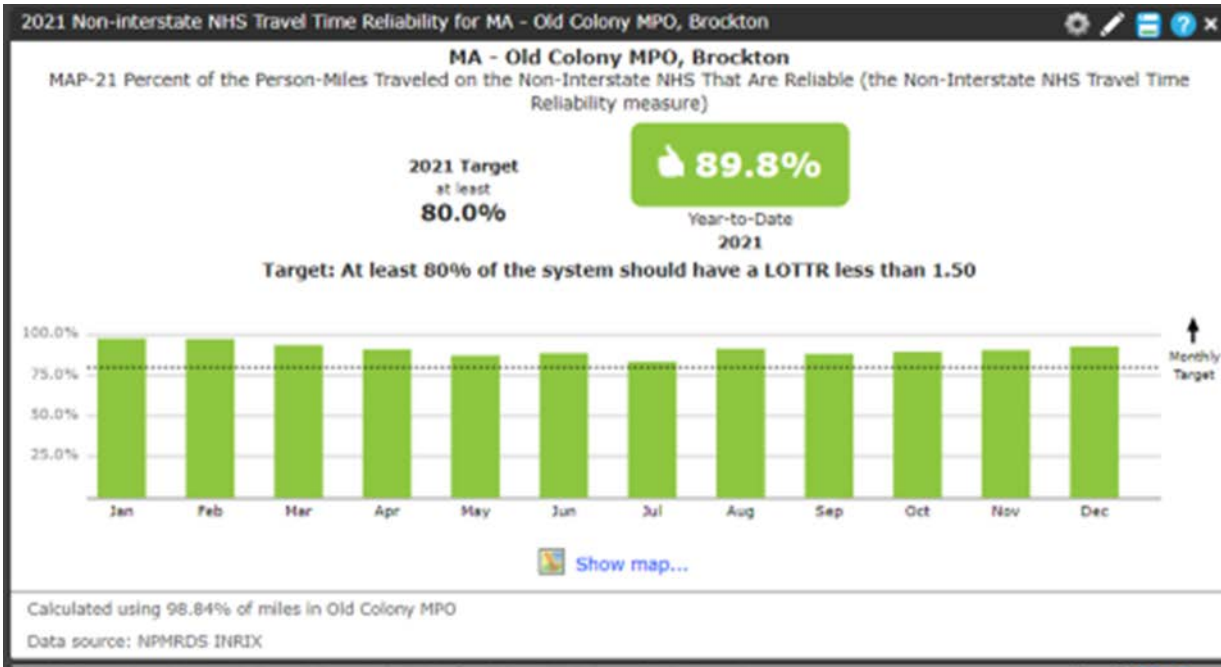 2021 Non-interstate NHS Travel Time Reliability for MA - Old Colony MPO, Brockton
MA - Old Colony MPO, Brockton
MAP-21 Percent of the Person-Miles Traveled on the Non-Interstate NHS That Are Reliable (the Non-Interstate NHS Travel Time
Reliability measure)
2021 Target
at least
80.0%
89.8%
Year-to-Date
2021
Target: At least 80% of the system should have a LOTTR less than 1.50
100.0%
75.0%
50.0%
25.0%
Monthly
Target
Jan Feb Mar Apr May Jun Jul Aug Sep Oct Nov Dec
Show map...
Calculated using 98.84% of miles in Old Colony MPO
Data source: NPMRDS INRIX